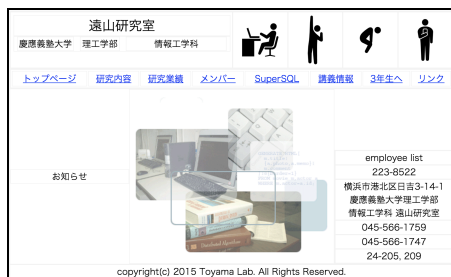 遠山研究室
慶應義塾大学 理工学部 情報工学科
トップページ 研究内容 研究業績 メンバー SuperSQL 講義情報 3年生へ リンク
お知らせ
employee list
223-8522
横浜市港北区日吉3-14-1
慶應義塾大学理工学部
情報工学科 遠山研究室
045-566-1759
045-566-1747
24-205, 209
copyright(c) 2015 Toyama Lab. All Rights Reserved.